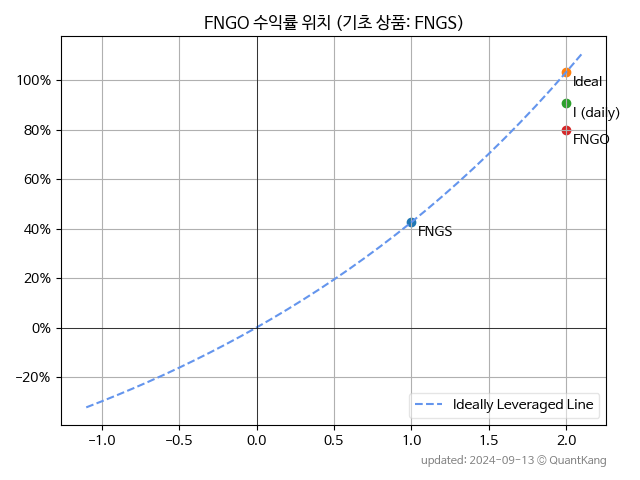 FNGO 수익률 위치 (기초 상품: FNGS)
100%
80%
60%
40%
20%
0%
−20%
Ideal
I (daily)
FNGO
FNGS
Ideally Leveraged Line
−1.0 −0.5 0.0 0.5 1.0 1.5 2.0
updated: 2024-09-13 © QuantKang